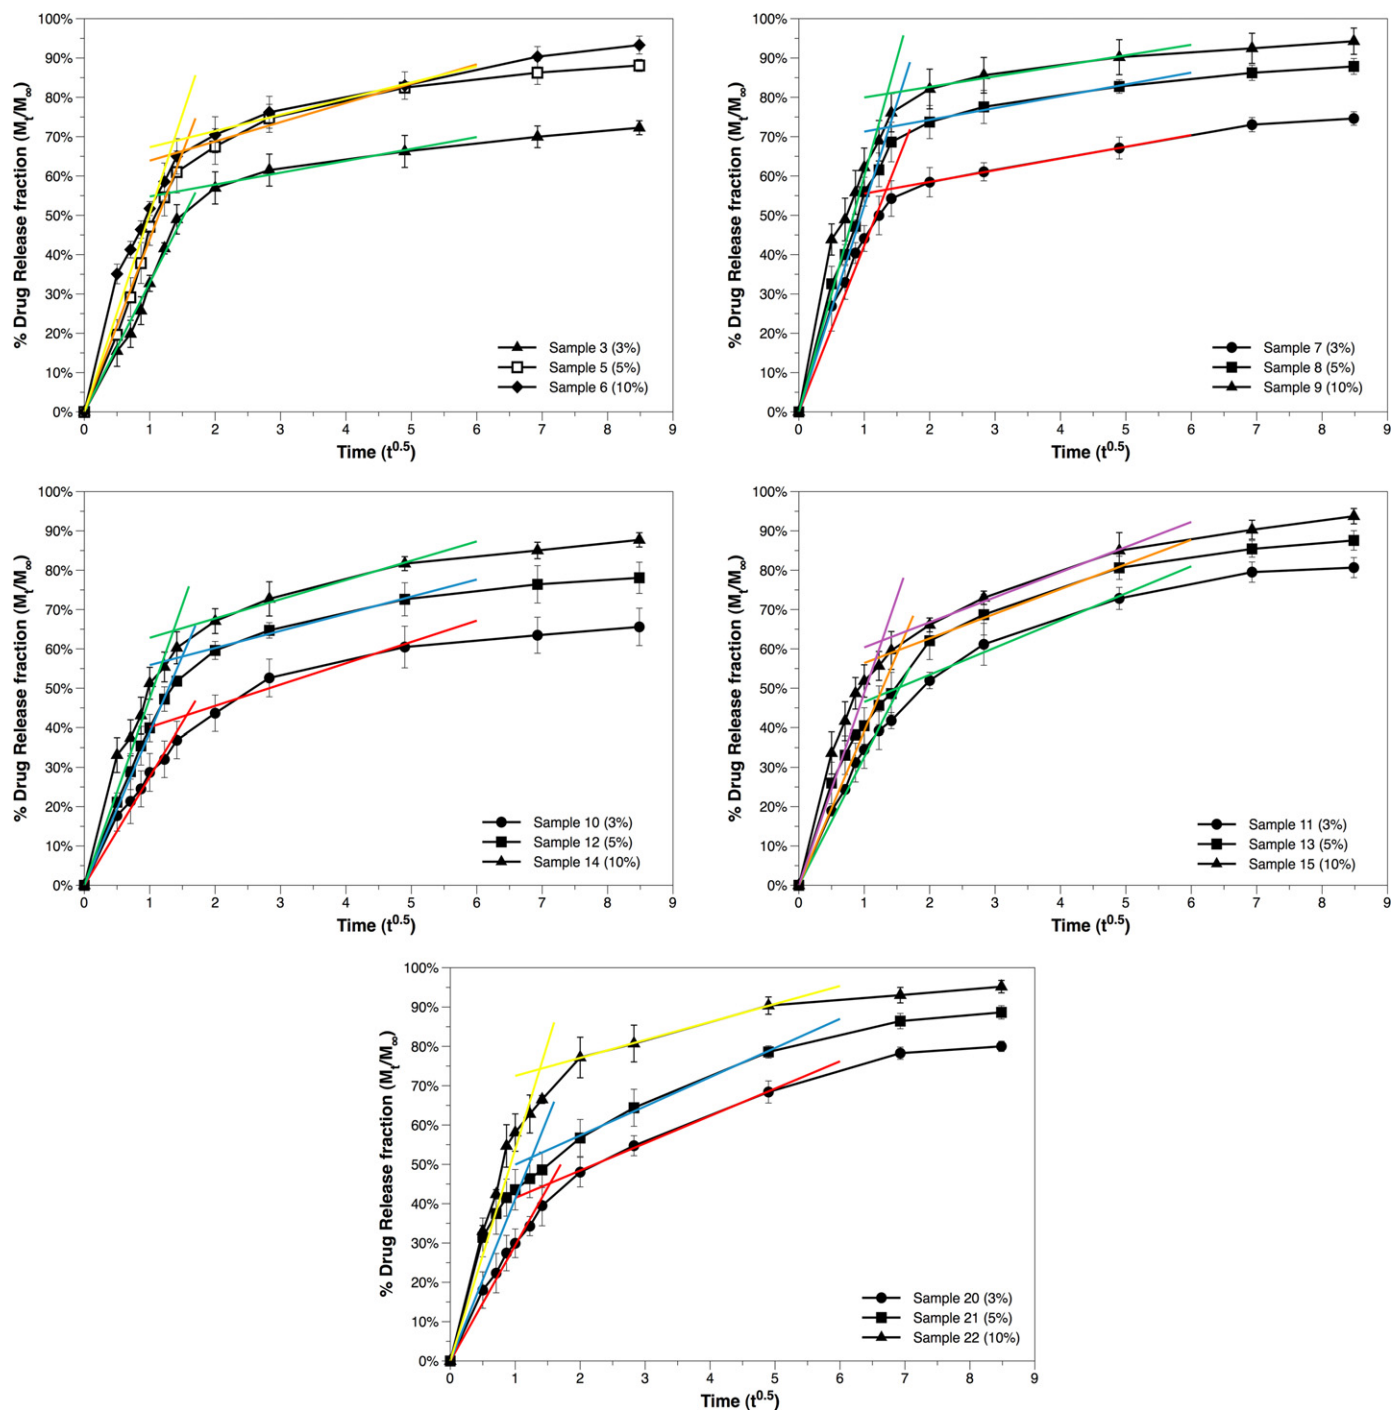 100%
90%
80%
70%
60%
50%
40%
30%
20%
10%
0%
% Drug Release fraction (Mt/M∞)
Sample 3 (3%)
Sample 5 (5%)
Sample 6 (10%)
0 1 2 3 4 5 6 7 8 9
Time (t^0.5)
100%
90%
80%
70%
60%
50%
40%
30%
20%
10%
0%
% Drug Release fraction (Mt/M∞)
Sample 7 (3%)
Sample 8 (5%)
Sample 9 (10%)
0 1 2 3 4 5 6 7 8 9
Time (t^0.5)
100%
90%
80%
70%
60%
50%
40%
30%
20%
10%
0%
% Drug Release fraction (Mt/M∞)
Sample 10 (3%)
Sample 12 (5%)
Sample 14 (10%)
0 1 2 3 4 5 6 7 8 9
Time (t^0.5)
100%
90%
80%
70%
60%
50%
40%
30%
20%
10%
0%
% Drug Release fraction (Mt/M∞)
Sample 11 (3%)
Sample 13 (5%)
Sample 15 (10%)
0 1 2 3 4 5 6 7 8 9
Time (t^0.5)
100%
90%
80%
70%
60%
50%
40%
30%
20%
10%
0%
% Drug Release fraction (Mt/M∞)
Sample 20 (3%)
Sample 21 (5%)
Sample 22 (10%)
0 1 2 3 4 5 6 7 8 9
Time (t^0.5)